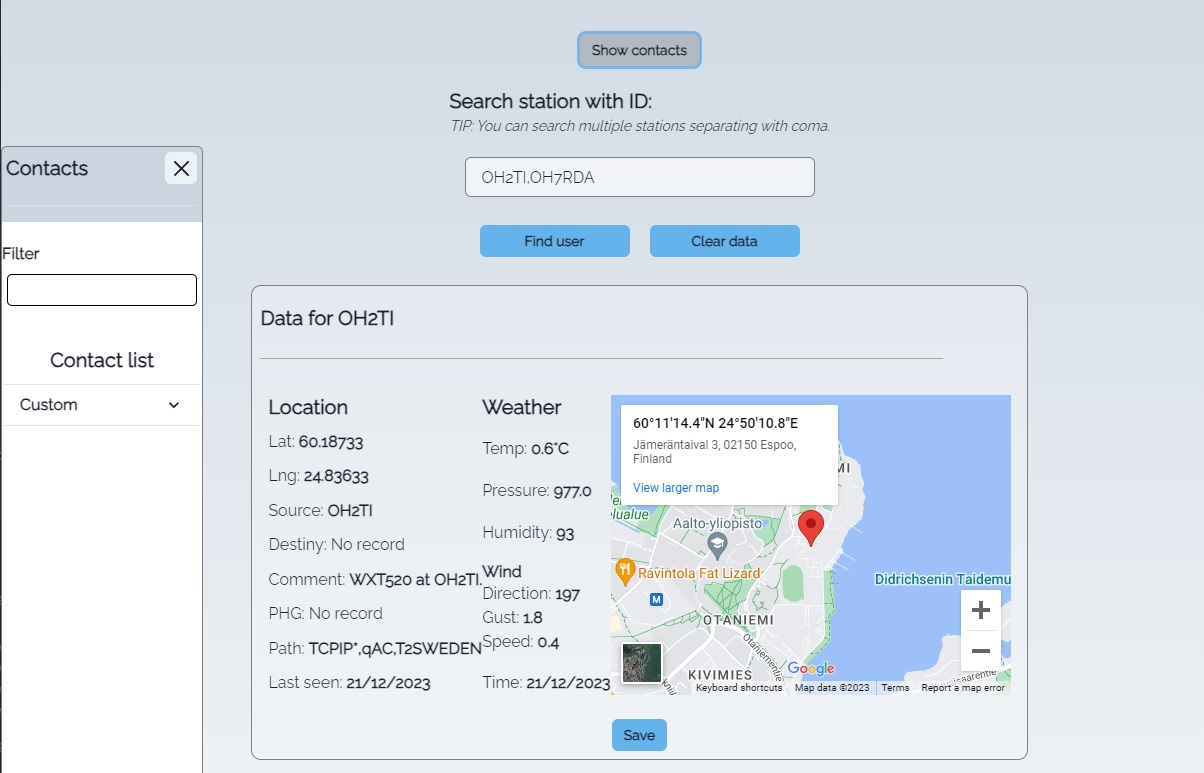 Show contacts
Search station with ID:
TIP: You can search multiple stations separating with coma.
OH2TI,OH7RDA
Find user
Clear data
Contacts
Filter
Contact list
Custom
Data for OH2TI
Location
Lat: 60.18733
Lng: 24.83633
Source: OH2TI
Destiny: No record
Comment: WXT520 at OH2TI.
PHG: No record
Path: TCPIP*,qAC,T2SWEDEN
Last seen: 21/12/2023
Weather
Temp: 0.6°C
Pressure: 977.0
Humidity: 93
Wind
Direction: 197
Gust: 1.8
Speed: 0.4
Time: 21/12/2023
60°11'14.4"N 24°50'10.8"E
Jämeräntaival 3, 02150 Espoo,
Finland
View larger map
MI
lualue
Aalto-yliopisto
Ravintola Fat Lizard
M
Didrichsenin Taidemu
OTANIEMI
Otaniementie
KIVIMIES
Google
Keyboard shortcuts
Map data ©2023
Terms
Report a map error
Save